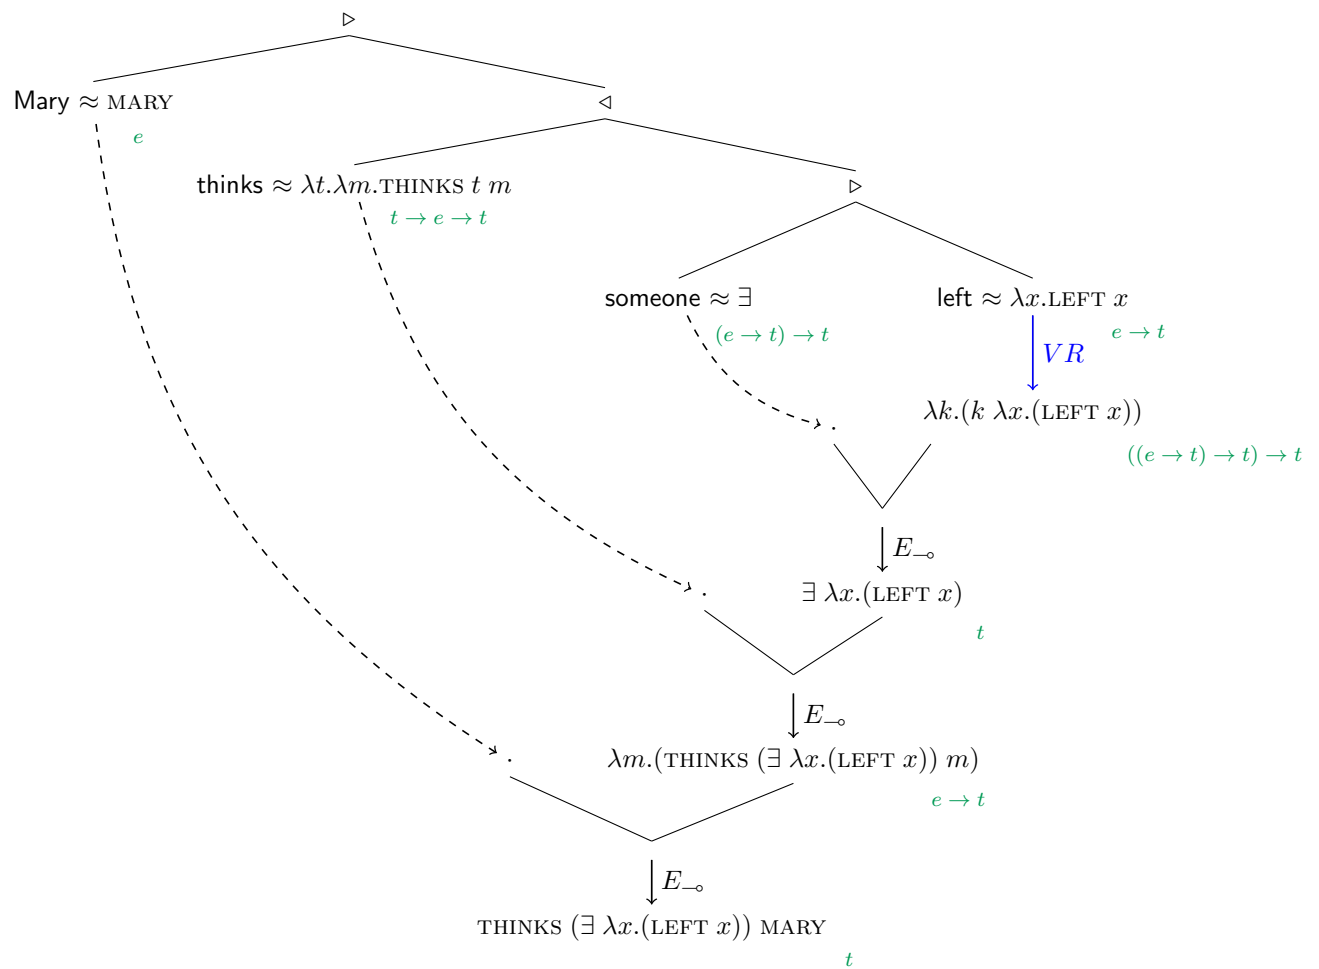 ▷
Mary ≈ MARY
e
◁
thinks ≈ λt.λm.THINKS t m
t → e → t
▷
someone ≈ ∃
(e → t) → t
left ≈ λx.LEFT x
e → t
VR
λk.(k λx.(LEFT x))
((e → t) → t) → t
E⊸
∃ λx.(LEFT x)
t
E⊸
λm.(THINKS (∃ λx.(LEFT x)) m)
e → t
E⊸
THINKS (∃ λx.(LEFT x)) MARY
t